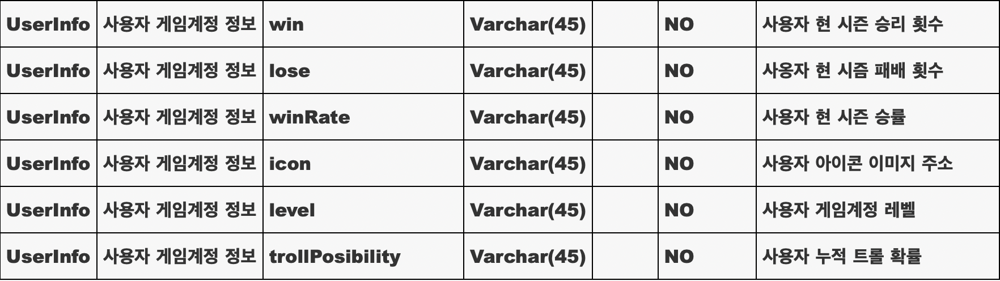 UserInfo 사용자 게임계정 정보 win Varchar(45) NO 사용자 현 시즌 승리 횟수
UserInfo 사용자 게임계정 정보 lose Varchar(45) NO 사웅자 현 시즘 패배 횟수
UserInfo 사용자 게임계정 정보 winRate Varchar(45) NO 사용자 현 시즌 승률
UserInfo 사용자 게임계정 정보 icon Varchar(45) NO 사용자 아이콘 이미지 주소
UserInfo 사용자 게임계정 정보 level Varchar(45) NO 사용자 게임계정 레벨
UserInfo 사용자 게임계정 정보 trollPosibility Varchar(45) NO 사용자 누적 트롤 확률